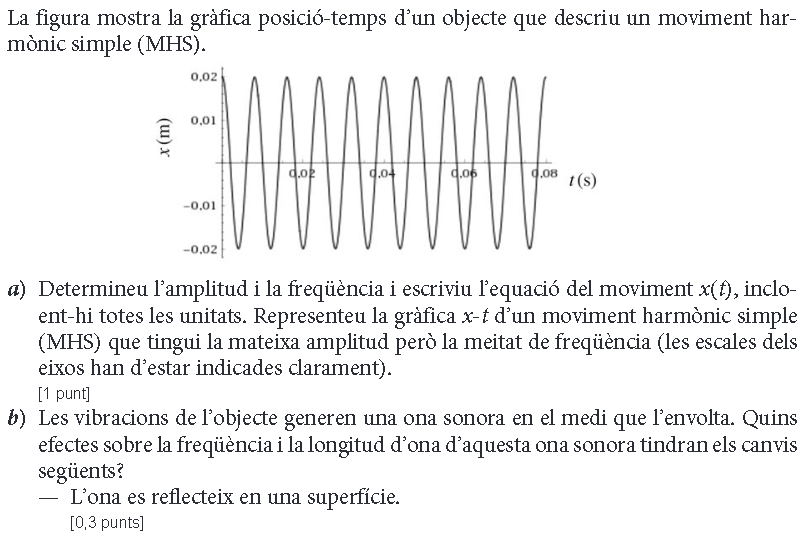 La figura mostra la gràfica posició-temps d'un objecte que descriu un moviment har-
mònic simple (MHS).
0,02
0,01
x (m)
0,02
0,04
0,06
0,08
t (s)
−0,01
−0,02
a) Determineu l'amplitud i la freqüència i escriviu l'equació del moviment x(t), inclo-
ent-hi totes les unitats. Representeu la gràfica x-t d'un moviment harmònic simple
(MHS) que tingui la mateixa amplitud però la meitat de freqüència (les escales dels
eixos han d'estar indicades clarament).
[1 punt]
b) Les vibracions de l'objecte generen una ona sonora en el medi que l'envolta. Quins
efectes sobre la freqüència i la longitud d'ona d'aquesta ona sonora tindran els canvis
següents?
— L'ona es reflecteix en una superfície.
[0,3 punts]